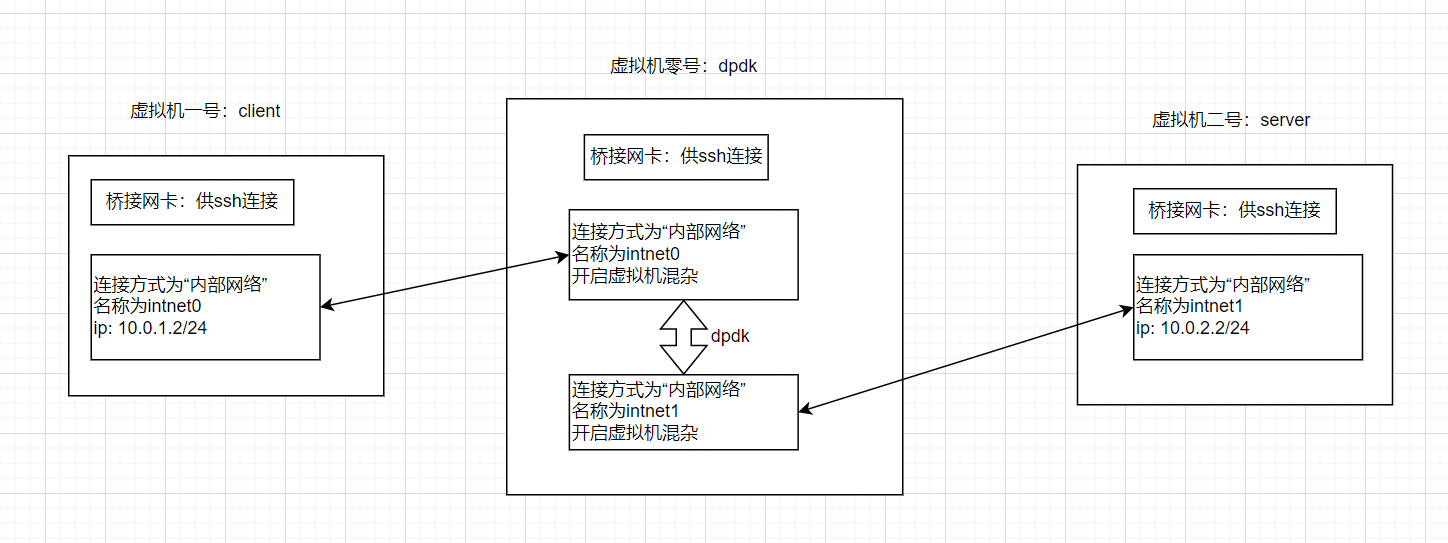 虚拟机零号：dpdk
虚拟机一号：client
虚拟机二号：server
桥接网卡：供ssh连接
连接方式为“内部网络”
名称为intnet0
ip: 10.0.1.2/24
桥接网卡：供ssh连接
连接方式为“内部网络”
名称为intnet0
开启虚拟机混杂
dpdk
连接方式为“内部网络”
名称为intnet1
开启虚拟机混杂
桥接网卡：供ssh连接
连接方式为“内部网络”
名称为intnet1
ip: 10.0.2.2/24